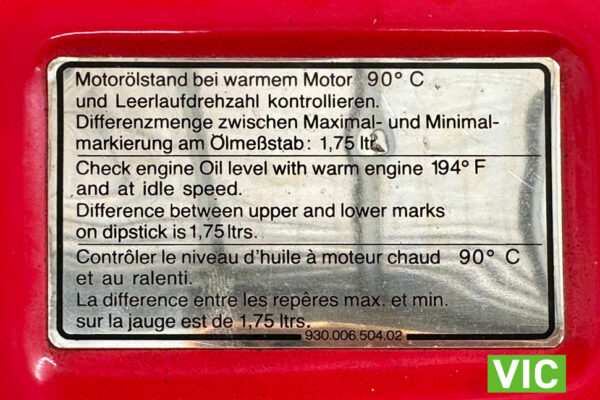 Motorölstand bei warmem Motor 90° C
und Leerlaufdrehzahl kontrollieren.
Differenzmenge zwischen Maximal- und Minimal-
markierung am Ölmeßstab: 1,75 ltr.
Check engine Oil level with warm engine 194° F
and at idle speed.
Difference between upper and lower marks
on dipstick is 1,75 ltrs.
Contrôler le niveau d'huile à moteur chaud 90° C
et au ralenti.
La différence entre les repêres max. et min.
sur la jauge est de 1,75 ltrs.
930.006.504.02
VIC